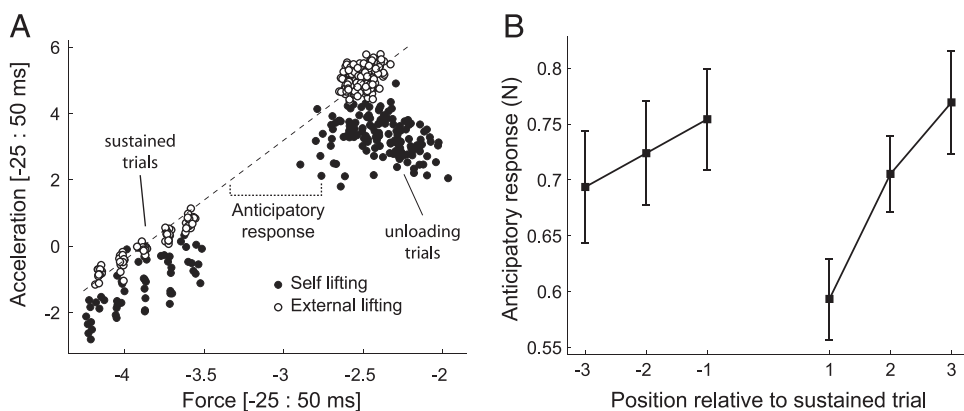 A
Acceleration [-25 : 50 ms]
6
4
2
0
-2
sustained
trials
Anticipatory
response
unloading
trials
Self lifting
External lifting
-4
-3.5
-3
-2.5
-2
Force [-25 : 50 ms]
B
Anticipatory response (N)
0.8
0.75
0.7
0.65
0.6
0.55
-3
-2
-1
1
2
3
Position relative to sustained trial